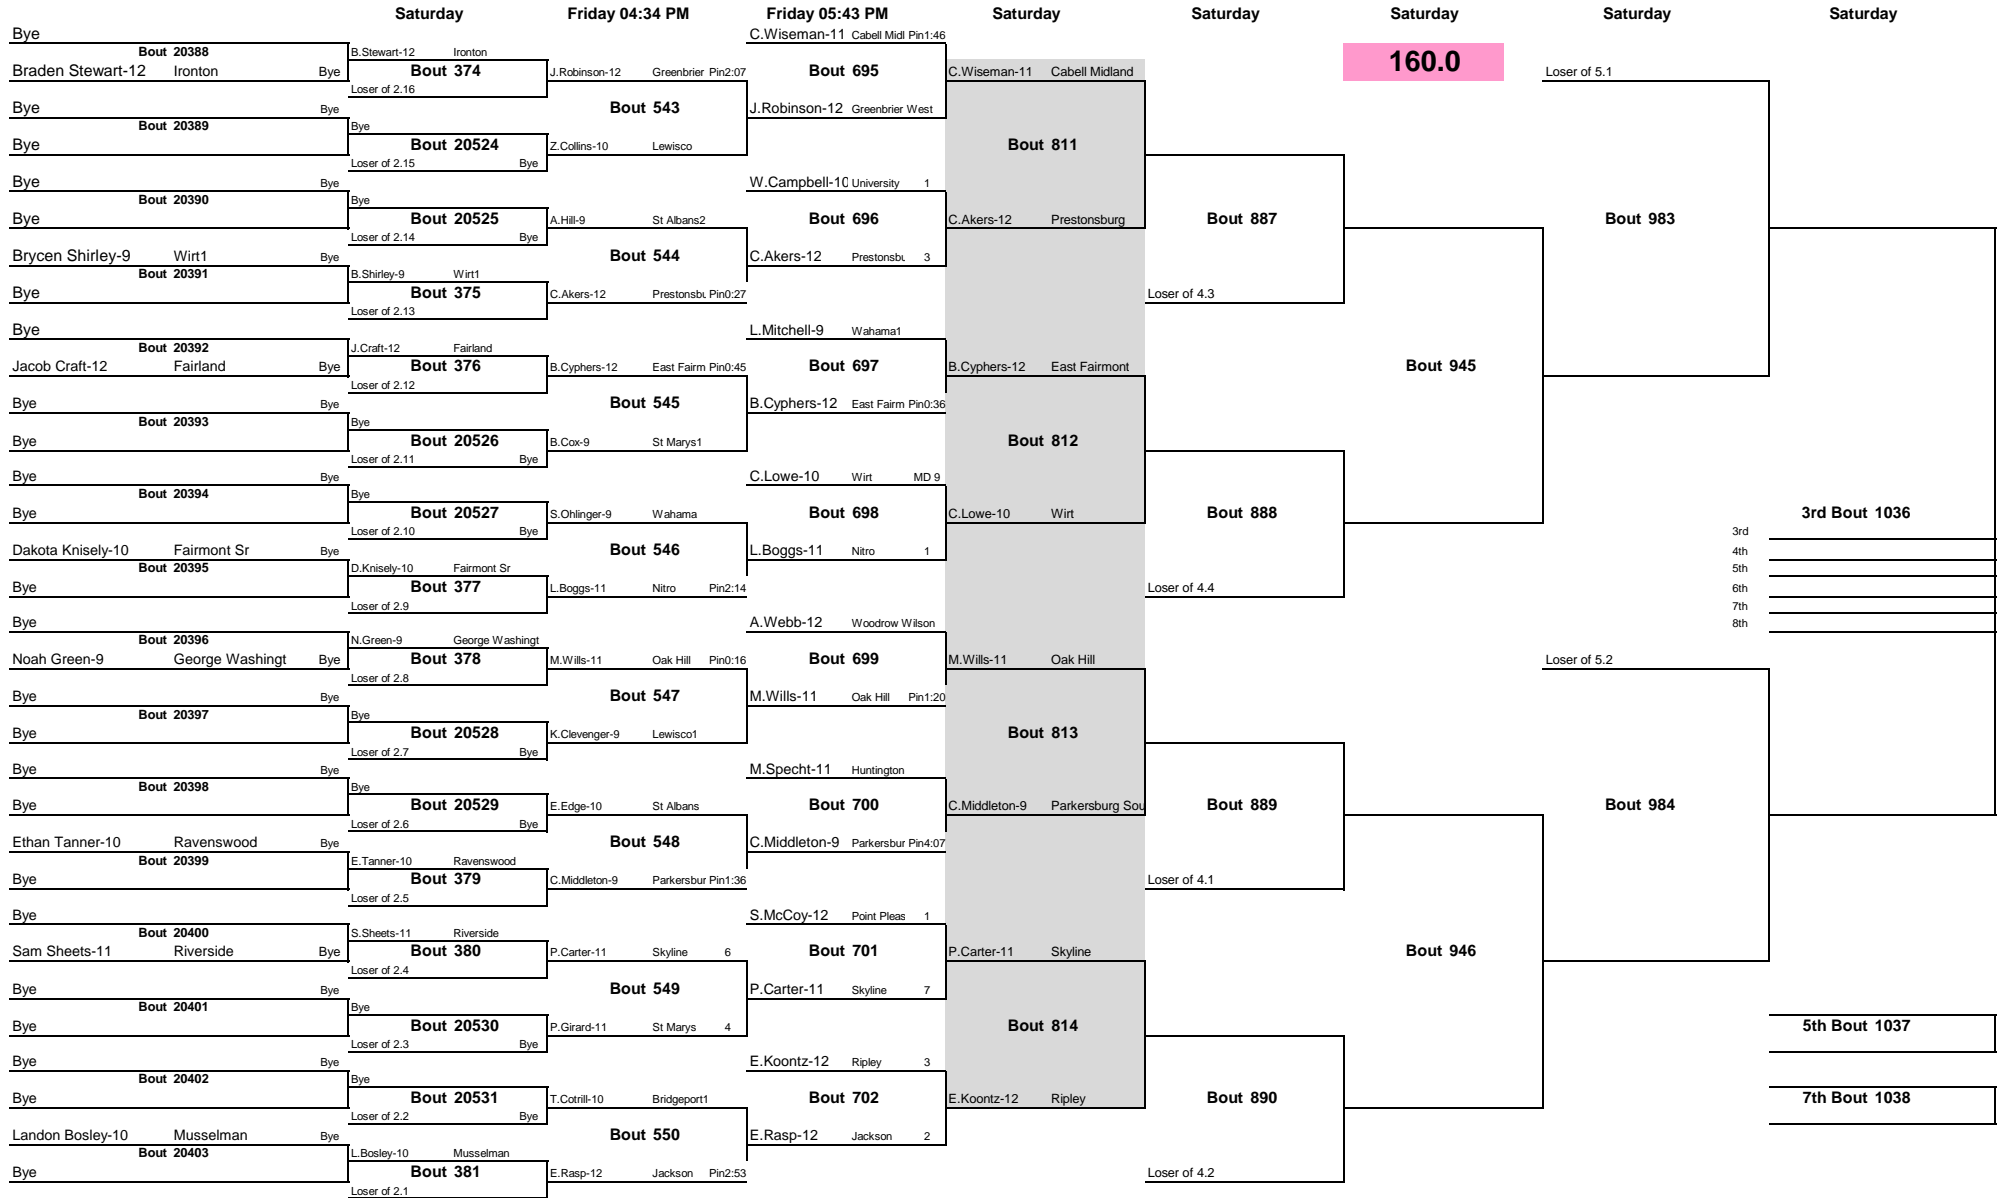 Saturday Friday 04:34 PM Friday 05:43 PM Saturday Saturday Saturday Saturday Saturday
160.0
Bye
Bout 20388
Braden Stewart-12 Ironton Bye
Bye Bye
Bout 20389
Bye
Bye Bye
Bout 20390
Bye
Brycen Shirley-9 Wirt1 Bye
Bout 20391
Bye
Bye
Bout 20392
Jacob Craft-12 Fairland Bye
Bye Bye
Bout 20393
Bye
Bye Bye
Bout 20394
Bye
Dakota Knisely-10 Fairmont Sr Bye
Bout 20395
Bye
Bye
Bout 20396
Noah Green-9 George Washingt Bye
Bye Bye
Bout 20397
Bye
Bye Bye
Bout 20398
Bye
Ethan Tanner-10 Ravenswood Bye
Bout 20399
Bye
Bye
Bout 20400
Sam Sheets-11 Riverside Bye
Bye Bye
Bout 20401
Bye
Bye Bye
Bout 20402
Bye
Landon Bosley-10 Musselman Bye
Bout 20403
Bye
B.Stewart-12 Ironton
Bout 374
Loser of 2.16
Bye
Bout 20524
Loser of 2.15 Bye
Bye
Bout 20525
Loser of 2.14 Bye
B.Shirley-9 Wirt1
Bout 375
Loser of 2.13
J.Craft-12 Fairland
Bout 376
Loser of 2.12
Bye
Bout 20526
Loser of 2.11 Bye
Bye
Bout 20527
Loser of 2.10 Bye
D.Knisely-10 Fairmont Sr
Bout 377
Loser of 2.9
N.Green-9 George Washingt
Bout 378
Loser of 2.8
Bye
Bout 20528
Loser of 2.7 Bye
Bye
Bout 20529
Loser of 2.6 Bye
E.Tanner-10 Ravenswood
Bout 379
Loser of 2.5
S.Sheets-11 Riverside
Bout 380
Loser of 2.4
Bye
Bout 20530
Loser of 2.3 Bye
Bye
Bout 20531
Loser of 2.2 Bye
L.Bosley-10 Musselman
Bout 381
Loser of 2.1
J.Robinson-12 Greenbrier Pin2:07
Bout 543
Z.Collins-10 Lewisco
A.Hill-9 St Albans2
Bout 544
C.Akers-12 Prestonsbu Pin0:27
B.Cyphers-12 East Fairm Pin0:45
Bout 545
B.Cox-9 St Marys1
S.Ohlinger-9 Wahama
Bout 546
L.Boggs-11 Nitro Pin2:14
M.Wills-11 Oak Hill Pin0:16
Bout 547
K.Clevenger-9 Lewisco1
E.Edge-10 St Albans
Bout 548
C.Middleton-9 Parkersbur Pin1:36
P.Carter-11 Skyline 6
Bout 549
P.Girard-11 St Marys 4
T.Cotrill-10 Bridgeport1
Bout 550
E.Rasp-12 Jackson Pin2:53
C.Wiseman-11 Cabell Midl Pin1:46
Bout 695
J.Robinson-12 Greenbrier West
W.Campbell-10 University 1
Bout 696
C.Akers-12 Prestonsbu 3
L.Mitchell-9 Wahama1
Bout 697
B.Cyphers-12 East Fairm Pin0:36
C.Lowe-10 Wirt MD 9
Bout 698
L.Boggs-11 Nitro 1
A.Webb-12 Woodrow Wilson
Bout 699
M.Wills-11 Oak Hill Pin1:20
M.Specht-11 Huntington
Bout 700
C.Middleton-9 Parkersbur Pin4:07
S.McCoy-12 Point Pleas 1
Bout 701
P.Carter-11 Skyline 7
E.Koontz-12 Ripley 3
Bout 702
E.Rasp-12 Jackson 2
C.Wiseman-11 Cabell Midland
Bout 811
C.Akers-12 Prestonsburg
B.Cyphers-12 East Fairmont
Bout 812
C.Lowe-10 Wirt
M.Wills-11 Oak Hill
Bout 813
C.Middleton-9 Parkersburg Sou
P.Carter-11 Skyline
Bout 814
E.Koontz-12 Ripley
Bout 887
Loser of 4.3
Bout 888
Loser of 4.4
Bout 889
Loser of 4.1
Bout 890
Loser of 4.2
Bout 945
Bout 946
Loser of 5.1
Bout 983
Loser of 5.2
Bout 984
3rd Bout 1036
3rd
4th
5th
6th
7th
8th
5th Bout 1037
7th Bout 1038